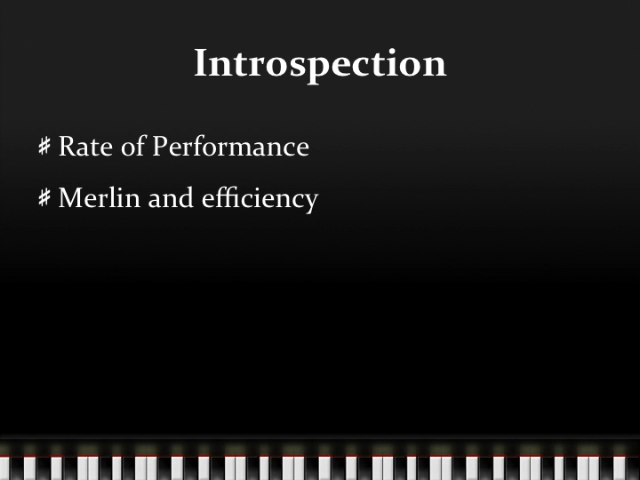 Introspection
♯ Rate of Performance
♯ Merlin and efficiency